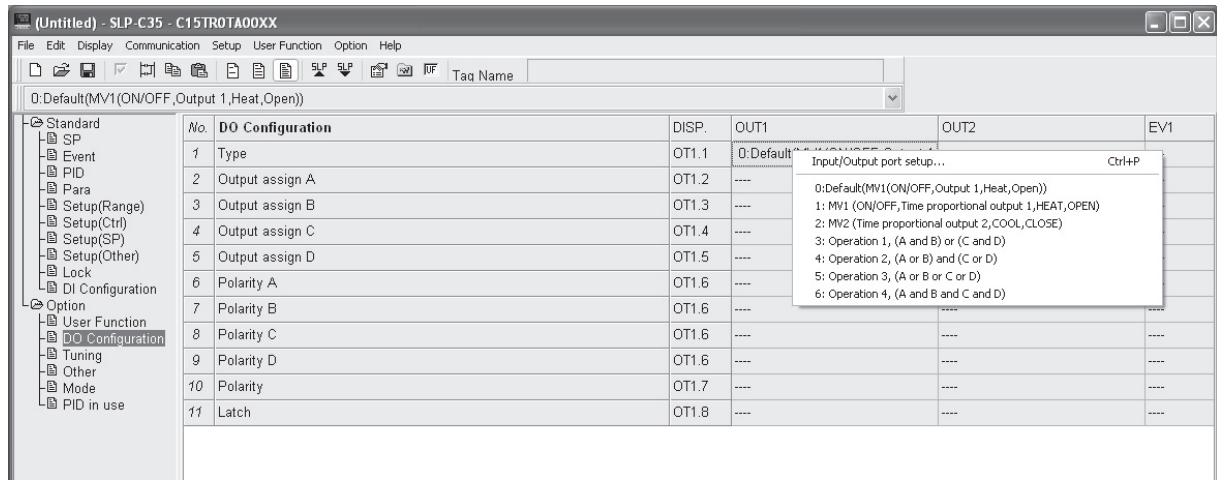 (Untitled) - SLP-C35 - C15TR0TA00XX
File Edit Display Communication Setup User Function Option Help
SLP SLP UF Tag Name
0:Default(MV1(ON/OFF,Output 1,Heat,Open))
Standard
SP
Event
PID
Para
Setup(Range)
Setup(Ctrl)
Setup(SP)
Setup(Other)
Lock
DI Configuration
Option
User Function
DO Configuration
Tuning
Other
Mode
PID in use
No. DO Configuration DISP. OUT1 OUT2 EV1
1 Type OT1.1 0:Default
2 Output assign A OT1.2 ----
3 Output assign B OT1.3 ----
4 Output assign C OT1.4 ----
5 Output assign D OT1.5 ----
6 Polarity A OT1.6 ----
7 Polarity B OT1.6 ---- ---- ----
8 Polarity C OT1.6 ---- ---- ----
9 Polarity D OT1.6 ---- ---- ----
10 Polarity OT1.7 ---- ---- ----
11 Latch OT1.8 ---- ---- ----
Input/Output port setup... Ctrl+P
0:Default(MV1(ON/OFF,Output 1,Heat,Open))
1: MV1 (ON/OFF,Time proportional output 1,HEAT,OPEN)
2: MV2 (Time proportional output 2,COOL,CLOSE)
3: Operation 1, (A and B) or (C and D)
4: Operation 2, (A or B) and (C or D)
5: Operation 3, (A or B or C or D)
6: Operation 4, (A and B and C and D)